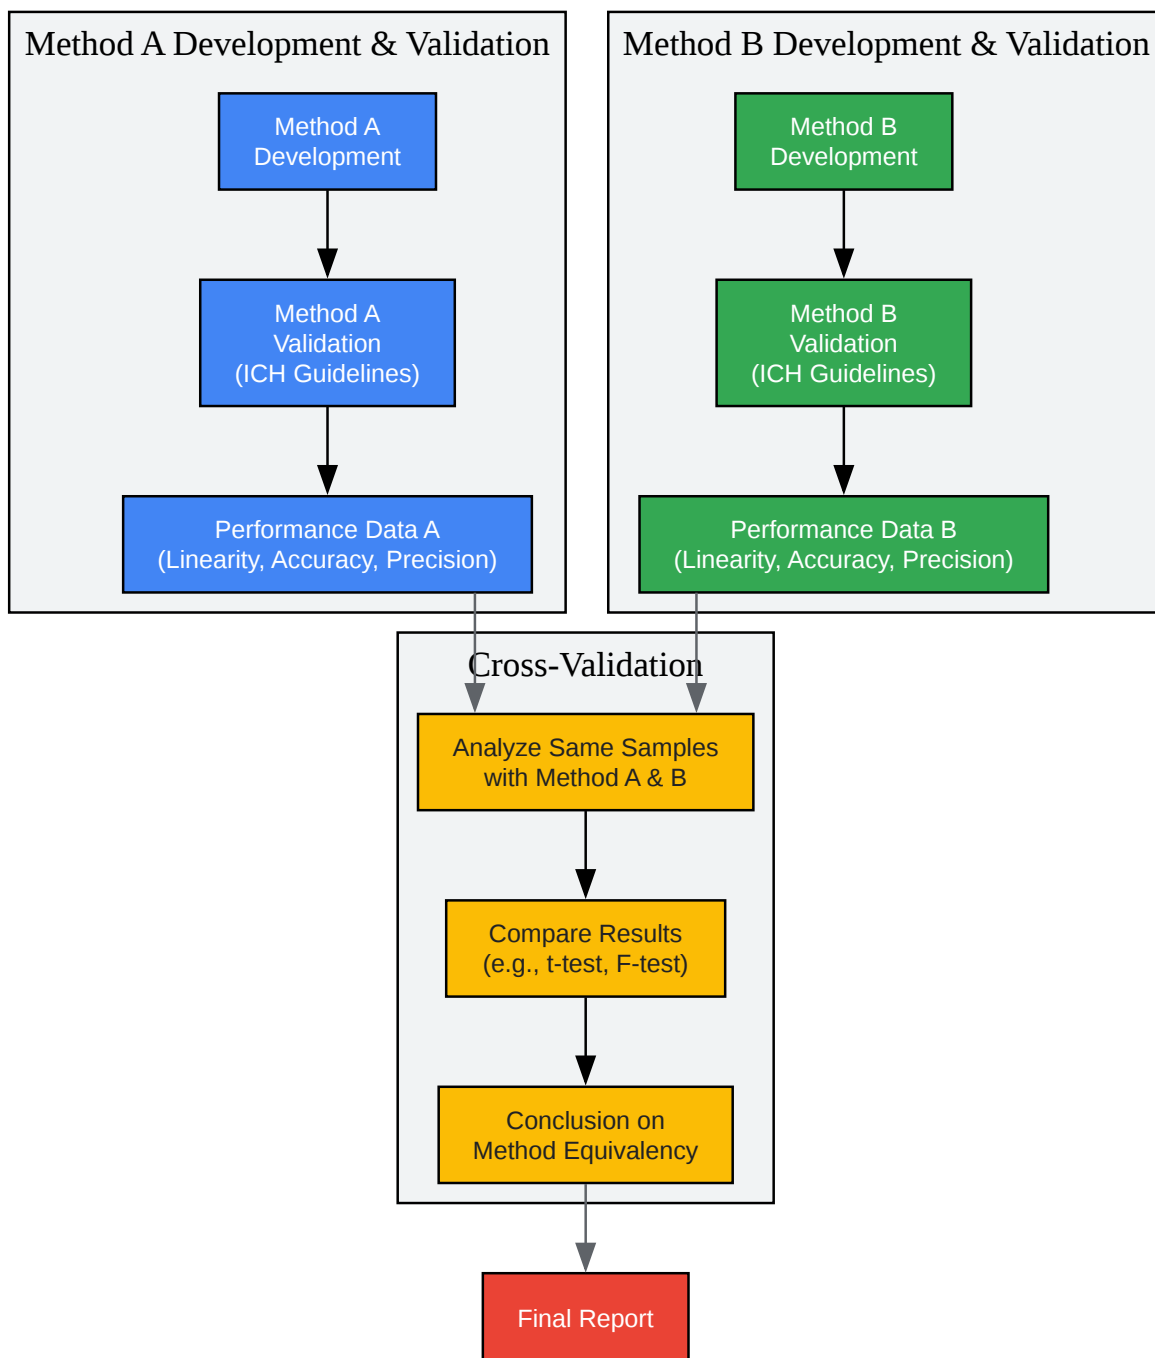 Method A Development & Validation
Method A
Development
Method A
Validation
(ICH Guidelines)
Performance Data A
(Linearity, Accuracy, Precision)
Method B Development & Validation
Method B
Development
Method B
Validation
(ICH Guidelines)
Performance Data B
(Linearity, Accuracy, Precision)
Cross-Validation
Analyze Same Samples
with Method A & B
Compare Results
(e.g., t-test, F-test)
Conclusion on
Method Equivalency
Final Report